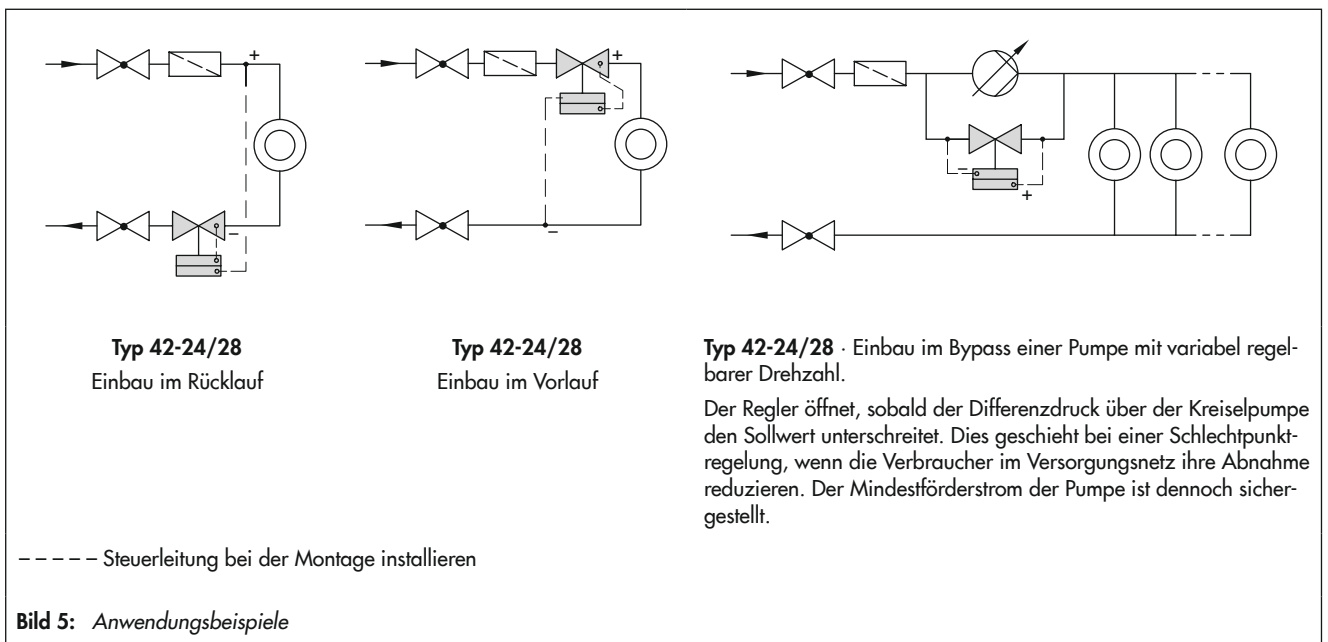 +
–
+
–
–
+
Typ 42-24/28
Einbau im Rücklauf
Typ 42-24/28
Einbau im Vorlauf
Typ 42-24/28 · Einbau im Bypass einer Pumpe mit variabel regel-
barer Drehzahl.
Der Regler öffnet, sobald der Differenzdruck über der Kreiselpumpe
den Sollwert unterschreitet. Dies geschieht bei einer Schlechtpunkt-
regelung, wenn die Verbraucher im Versorgungsnetz ihre Abnahme
reduzieren. Der Mindestförderstrom der Pumpe ist dennoch sicher-
gestellt.
– – – – – Steuerleitung bei der Montage installieren
Bild 5: Anwendungsbeispiele